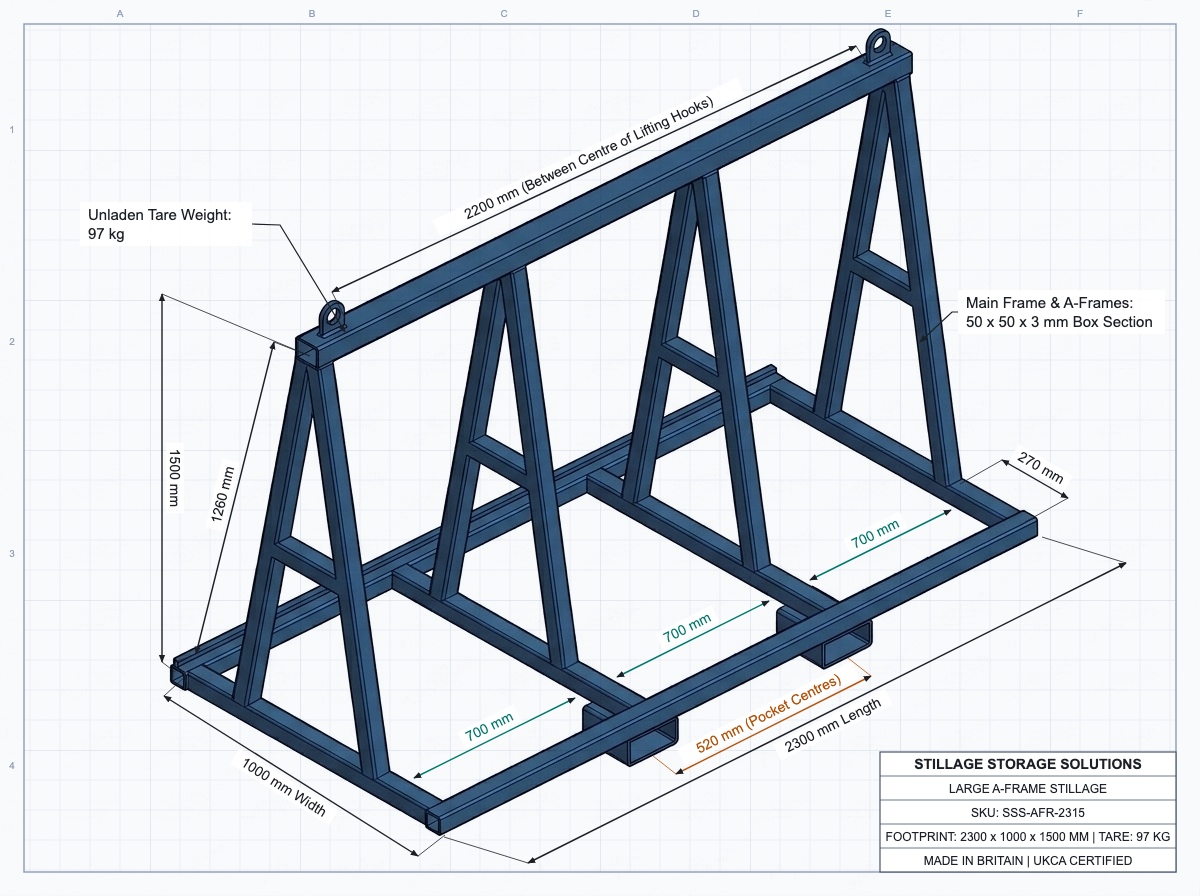 A B C D E F
1
2200 mm (Between Centre of Lifting Hooks)
Unladen Tare Weight:
97 kg
Main Frame & A-Frames:
50 x 50 x 3 mm Box Section
2
1500 mm
1260 mm
270 mm
3
700 mm
700 mm
700 mm
520 mm (Pocket Centres)
2300 mm Length
1000 mm Width
4
STILLAGE STORAGE SOLUTIONS
LARGE A-FRAME STILLAGE
SKU: SSS-AFR-2315
FOOTPRINT: 2300 x 1000 x 1500 MM | TARE: 97 KG
MADE IN BRITAIN | UKCA CERTIFIED